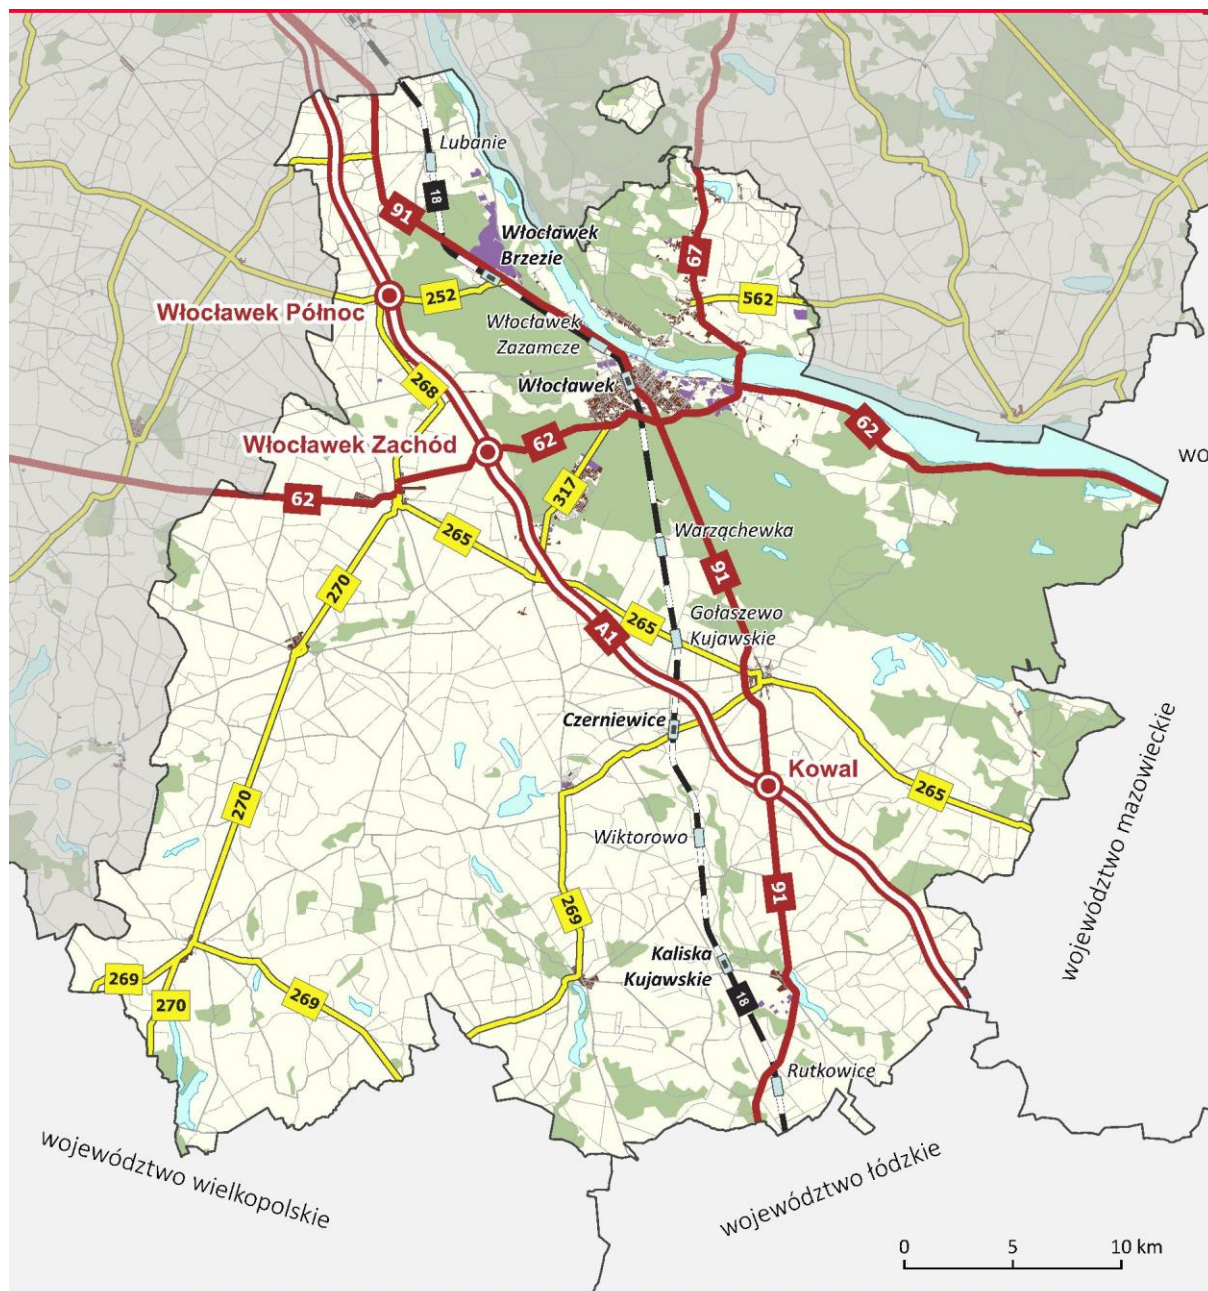 Lubanie
18
91
Włocławek
Brzezie
67
252
562
Włocławek Północ
Włocławek
Zazamcze
268
Włocławek
Włocławek Zachód
62
62
wo
62
317
265
Warząchewka
270
91
A1
265
Gołaszewo
Kujawskie
Czerniewice
Kowal
270
265
Wiktorowo
województwo mazowieckie
91
269
Kaliska
Kujawskie
269
270
269
18
Rutkowice
województwo wielkopolskie
województwo łódzkie
0 5 10 km